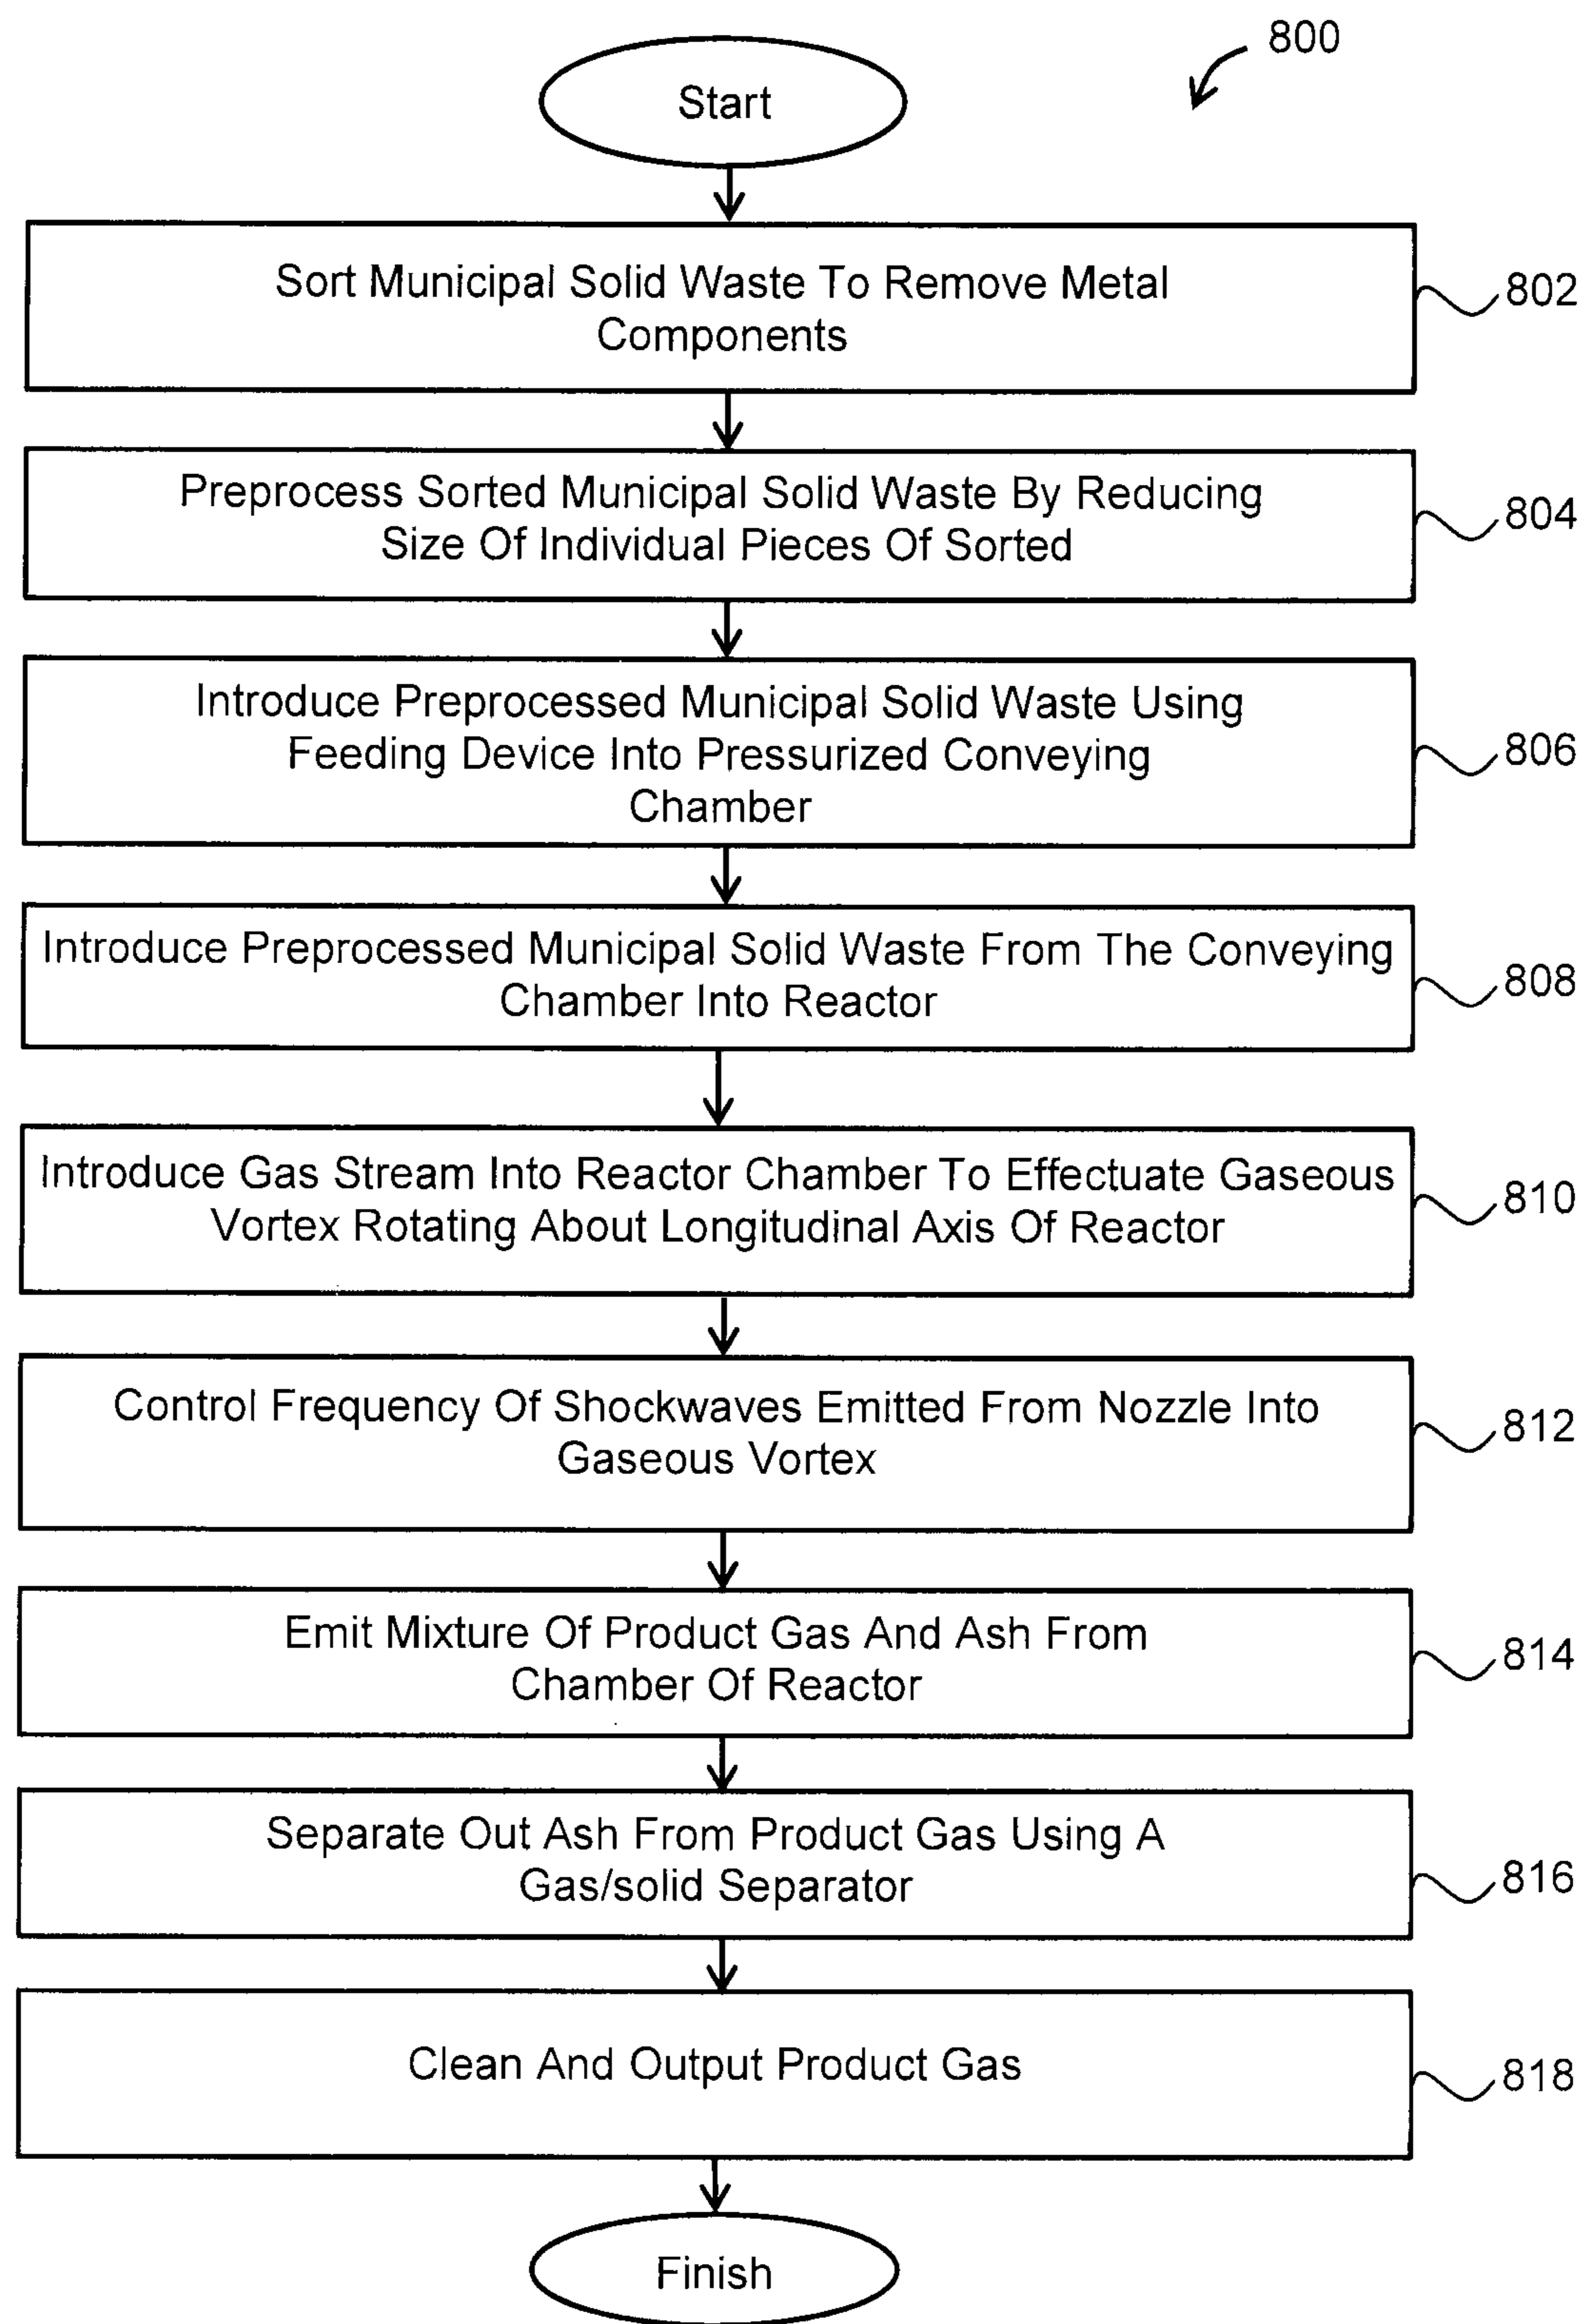 800
Start
Sort Municipal Solid Waste To Remove Metal
Components
802
Preprocess Sorted Municipal Solid Waste By Reducing
Size Of Individual Pieces Of Sorted
804
Introduce Preprocessed Municipal Solid Waste Using
Feeding Device Into Pressurized Conveying
Chamber
806
Introduce Preprocessed Municipal Solid Waste From The Conveying
Chamber Into Reactor
808
Introduce Gas Stream Into Reactor Chamber To Effectuate Gaseous
Vortex Rotating About Longitudinal Axis Of Reactor
810
Control Frequency Of Shockwaves Emitted From Nozzle Into
Gaseous Vortex
812
Emit Mixture Of Product Gas And Ash From
Chamber Of Reactor
814
Separate Out Ash From Product Gas Using A
Gas/solid Separator
816
Clean And Output Product Gas
818
Finish